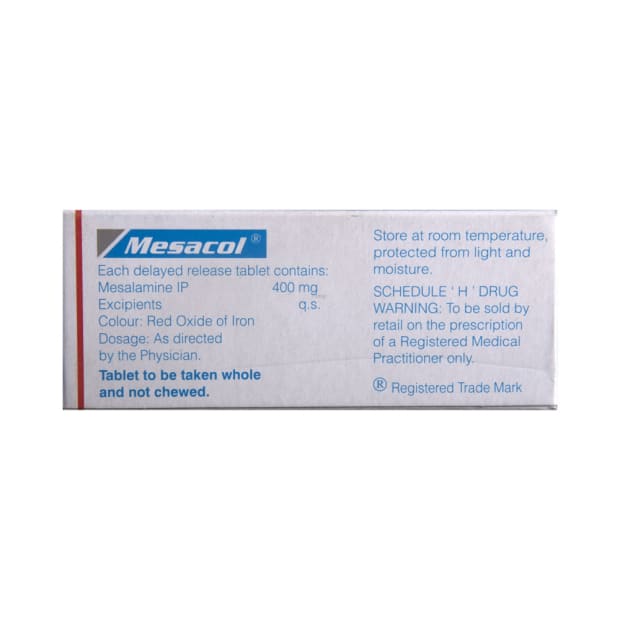 Mesacol ®
Each delayed release tablet contains:
Mesalamine IP 400 mg
Excipients q.s.
Colour: Red Oxide of Iron
Dosage: As directed
by the Physician.
Tablet to be taken whole
and not chewed.
Store at room temperature,
protected from light and
moisture.
SCHEDULE ' H ' DRUG
WARNING: To be sold by
retail on the prescription
of a Registered Medical
Practitioner only.
® Registered Trade Mark